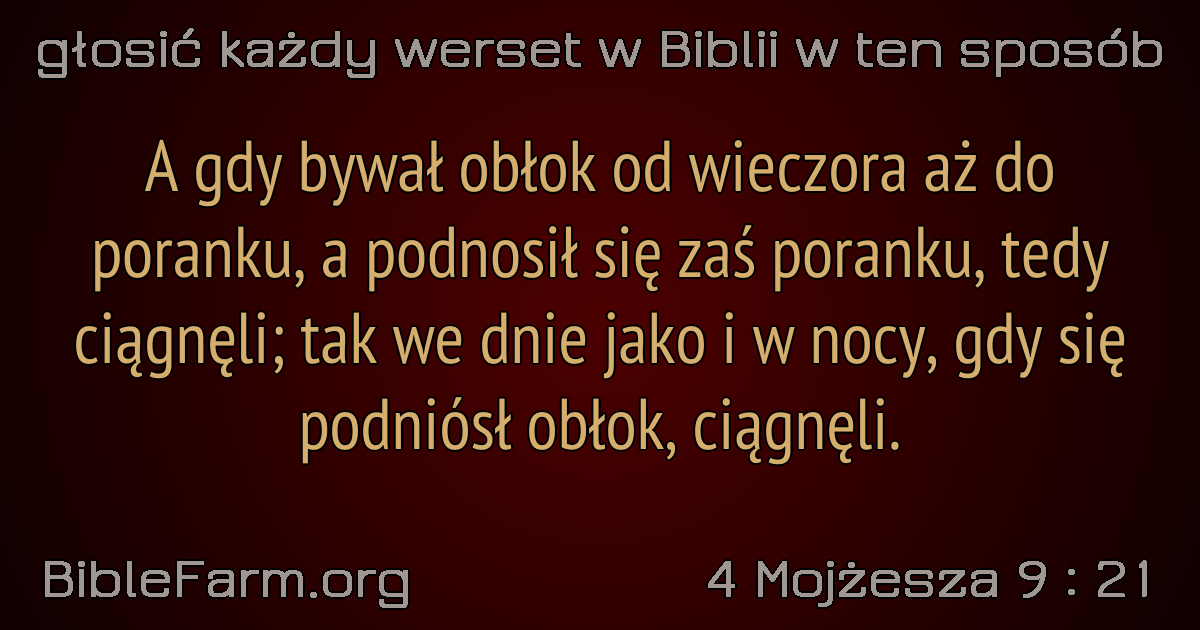 głosić każdy werset w Biblii w ten sposób
A gdy bywał obłok od wieczora aż do
poranku, a podnosił się zaś poranku, tedy
ciągnęli; tak we dnie jako i w nocy, gdy się
podniósł obłok, ciągnęli.
BibleFarm.org
4 Mojżesza 9 : 21